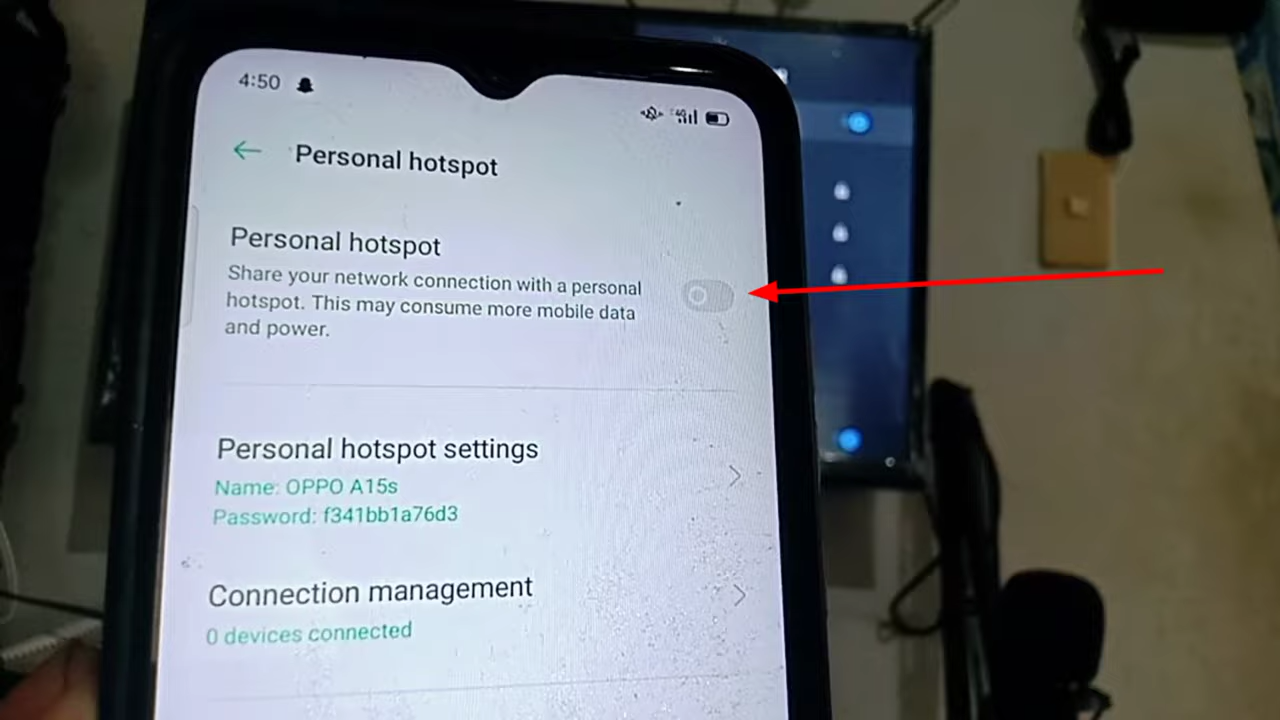 4:50
Personal hotspot
Personal hotspot
Share your network connection with a personal
hotspot. This may consume more mobile data
and power.
Personal hotspot settings
Name: OPPO A15s
Password: f341bb1a76d3
Connection management
0 devices connected